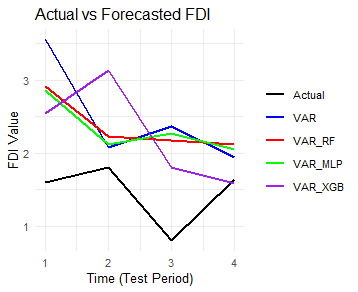 Actual vs Forecasted FDI
FDI Value
3
2
1
1 2 3 4
Time (Test Period)
Actual
VAR
VAR_RF
VAR_MLP
VAR_XGB